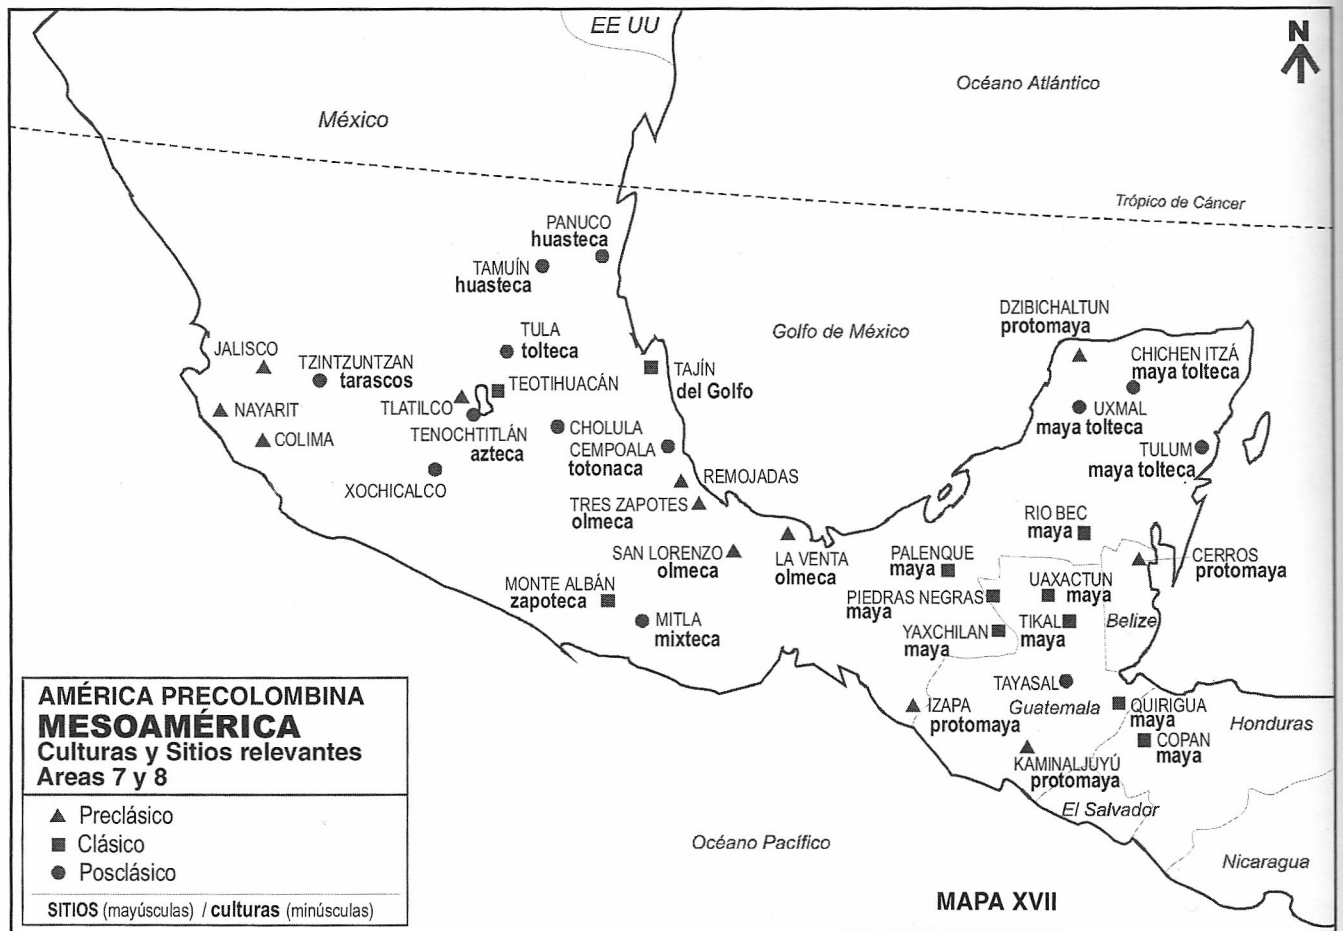 EE UU
N
Océano Atlántico
México
Trópico de Cáncer
PANUCO
huasteca
TAMUÍN
huasteca
DZIBICHALTUN
protomaya
TULA
tolteca
Golfo de México
JALISCO
TZINTZUNTZAN
tarascos
TEOTIHUACÁN
TAJÍN
del Golfo
CHICHEN ITZÁ
maya tolteca
NAYARIT
TLATILCO
UXMAL
maya tolteca
COLIMA
TENOCHTITLÁN
azteca
CHOLULA
CEMPOALA
totonaca
TULUM
maya tolteca
XOCHICALCO
REMOJADAS
TRES ZAPOTES
olmeca
RIO BEC
maya
SAN LORENZO
olmeca
LA VENTA
olmeca
PALENQUE
maya
CERROS
protomaya
MONTE ALBÁN
zapoteca
PIEDRAS NEGRAS
maya
UAXACTUN
maya
MITLA
mixteca
YAXCHILAN
maya
TIKAL
maya
Belize
TAYASAL
IZAPA
protomaya
Guatemala
QUIRIGUA
maya
Honduras
COPAN
maya
KAMINALJUYÚ
protomaya
El Salvador
Océano Pacífico
Nicaragua
MAPA XVII
AMÉRICA PRECOLOMBINA
MESOAMÉRICA
Culturas y Sitios relevantes
Areas 7 y 8
Preclásico
Clásico
Posclásico
SITIOS (mayúsculas) / culturas (minúsculas)